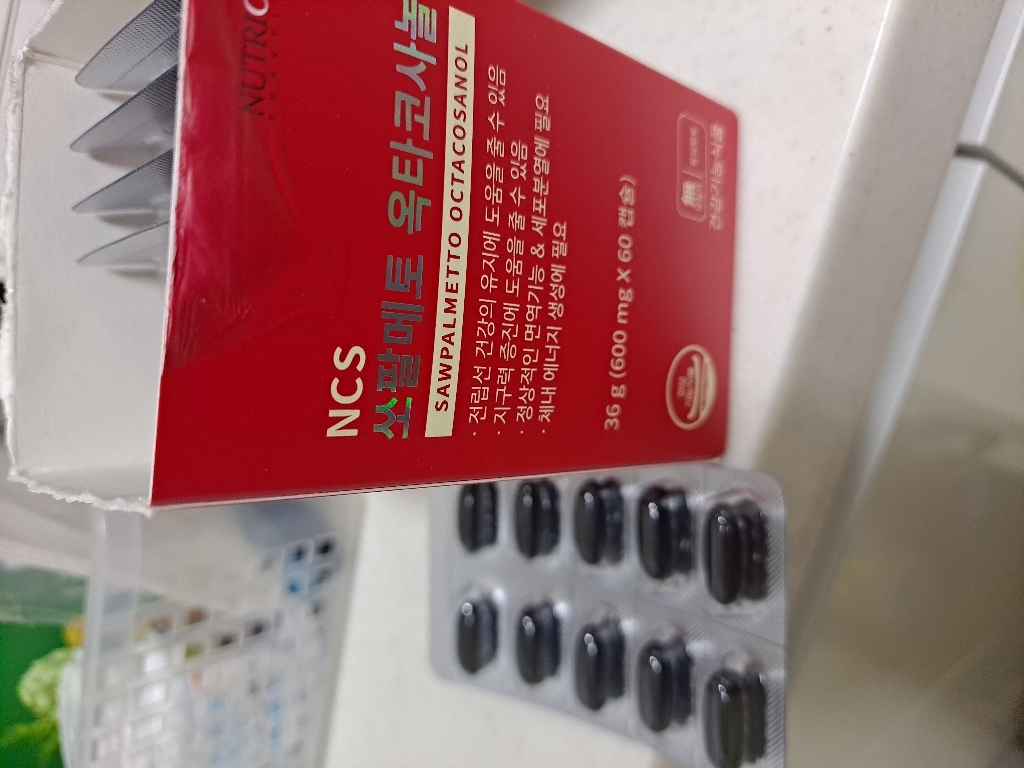 NUTRI
NCS
쏘팔메토 옥타코사놀
SAWPALMETTO OCTACOSANOL
· 전립선 건강의 유지에 도움을 줄 수 있음
· 지구력 증진에 도움을 줄 수 있음
· 정상적인 면역기능 & 세포분열에 필요
· 체내 에너지 생성에 필요
36 g (600 mg X 60 캡슐)
無
건강기능식품